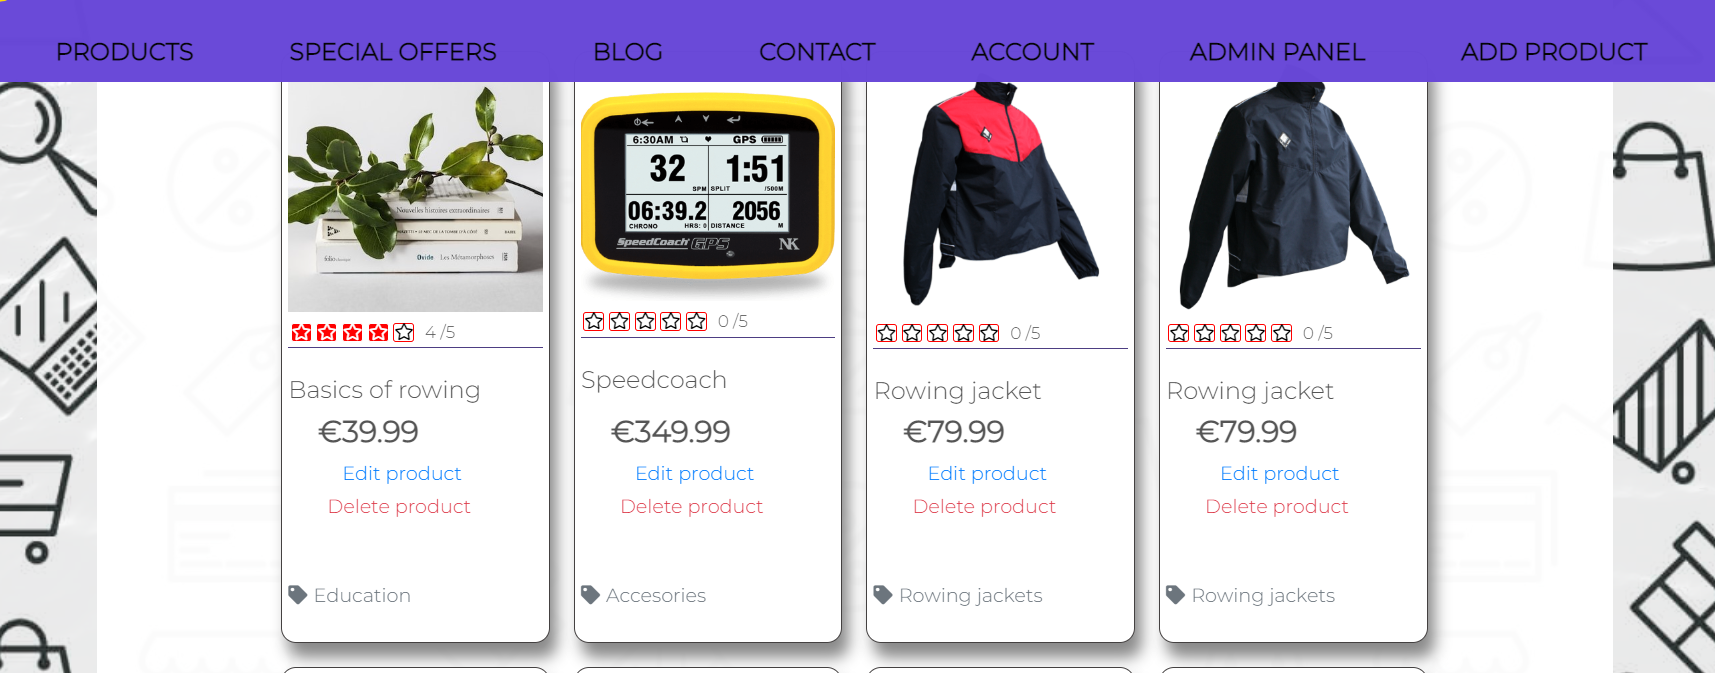 PRODUCTS SPECIAL OFFERS BLOG CONTACT ACCOUNT ADMIN PANEL ADD PRODUCT
Nouvelles histoires extraordinaires
folio
Ovide Les Métamorphoses
6:30AM GPS
32 1:51
SPM SPLIT /500M
06:39.2 2056
CHRONO HRS: 0 DISTANCE M
SpeedCoach GPS NK
4 /5
0 /5
0 /5
0 /5
Basics of rowing
Speedcoach
Rowing jacket
Rowing jacket
€39.99
€349.99
€79.99
€79.99
Edit product
Edit product
Edit product
Edit product
Delete product
Delete product
Delete product
Delete product
Education
Accesories
Rowing jackets
Rowing jackets